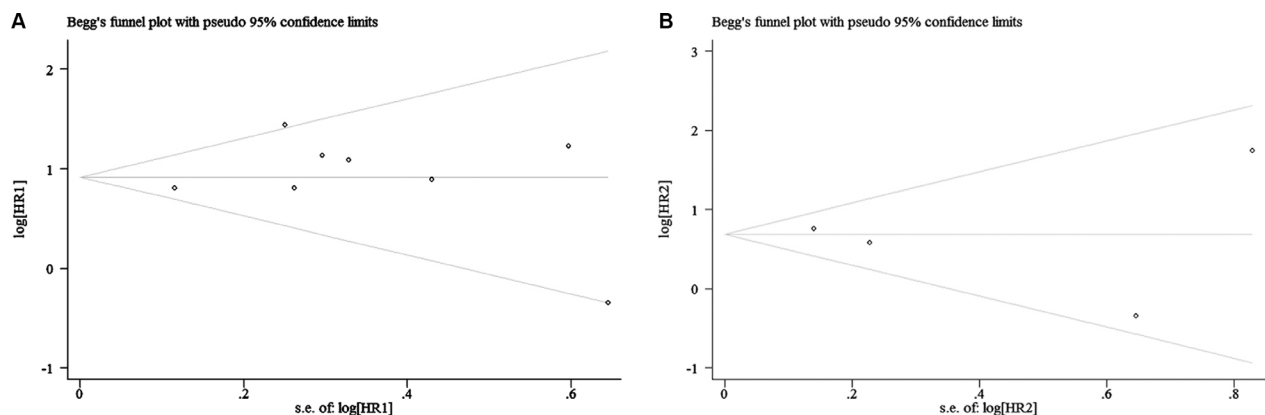 A
Begg's funnel plot with pseudo 95% confidence limits
log[HR1]
2
1
0
-1
0
.2
.4
.6
s.e. of: log[HR1]
B
Begg's funnel plot with pseudo 95% confidence limits
log[HR2]
3
2
1
0
-1
0
.2
.4
.6
.8
s.e. of: log[HR2]